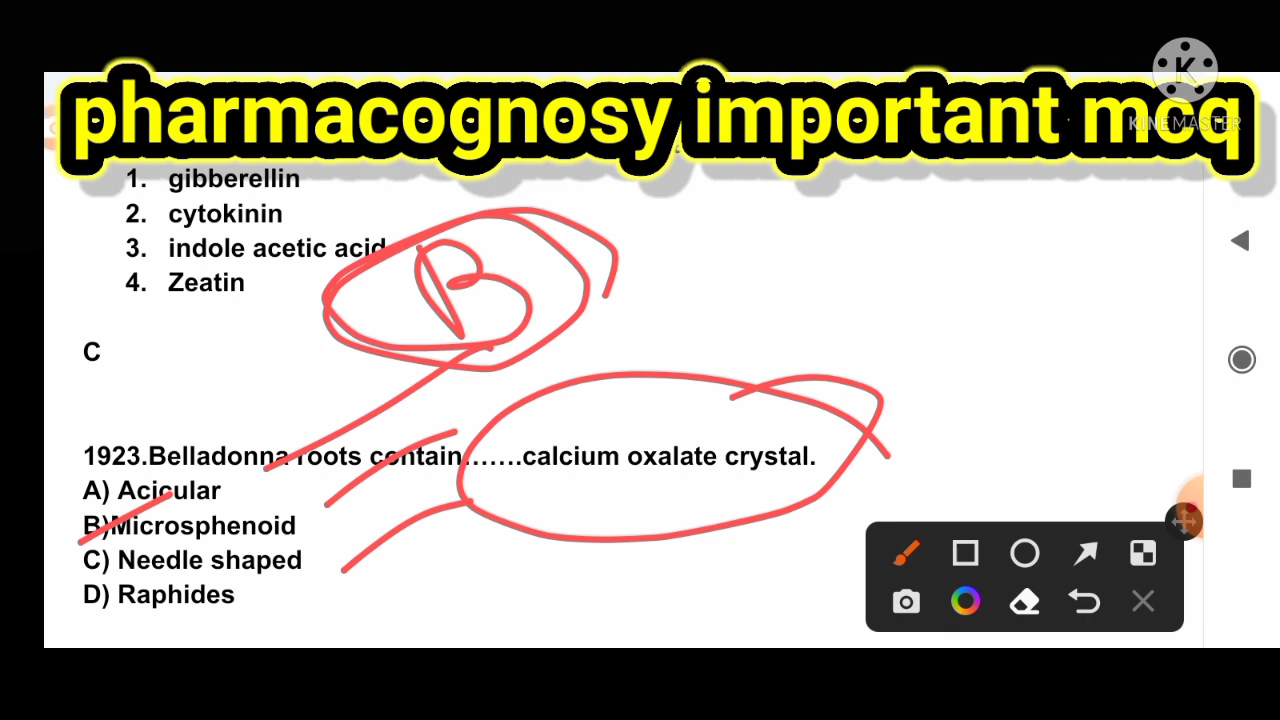 pharmacognosy important mcq
KINEMASTER
1. gibberellin
2. cytokinin
3. indole acetic acid
4. Zeatin
B
C
1923.Belladonna roots contain.......calcium oxalate crystal.
A) Acicular
B)Microsphenoid
C) Needle shaped
D) Raphides